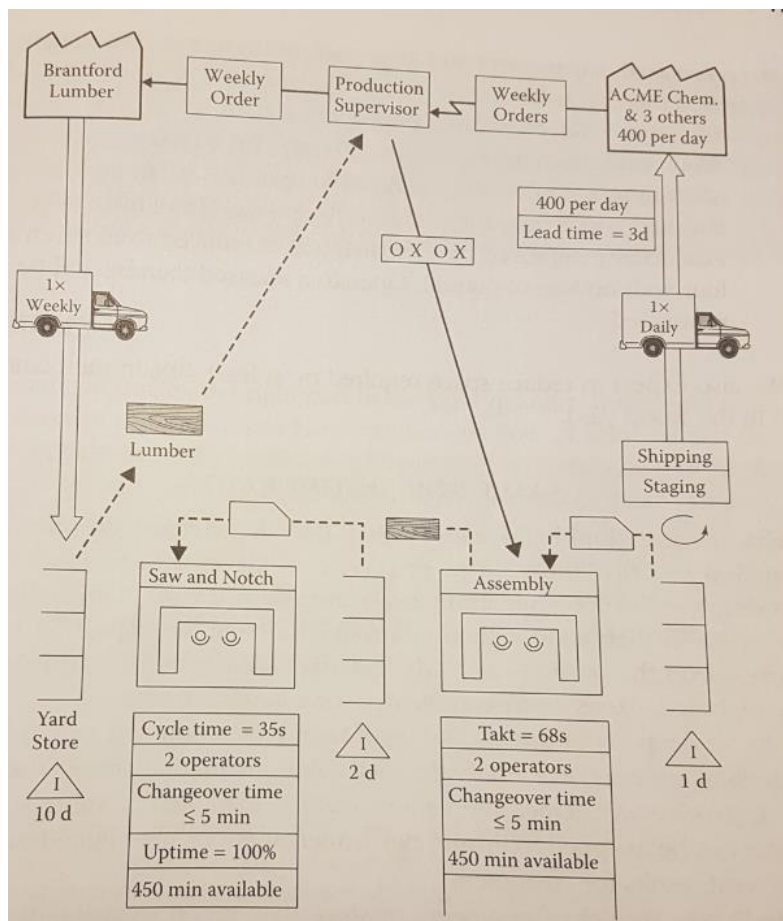 Brantford
Lumber
Weekly
Order
Production
Supervisor
Weekly
Orders
ACME Chem.
& 3 others
400 per day
400 per day
Lead time = 3d
O X O X
1×
Weekly
1×
Daily
Lumber
Shipping
Staging
Saw and Notch
Assembly
Yard
Store
I
10 d
Cycle time = 35s
2 operators
Changeover time
≤ 5 min
Uptime = 100%
450 min available
I
2 d
Takt = 68s
2 operators
Changeover time
≤ 5 min
450 min available
I
1 d